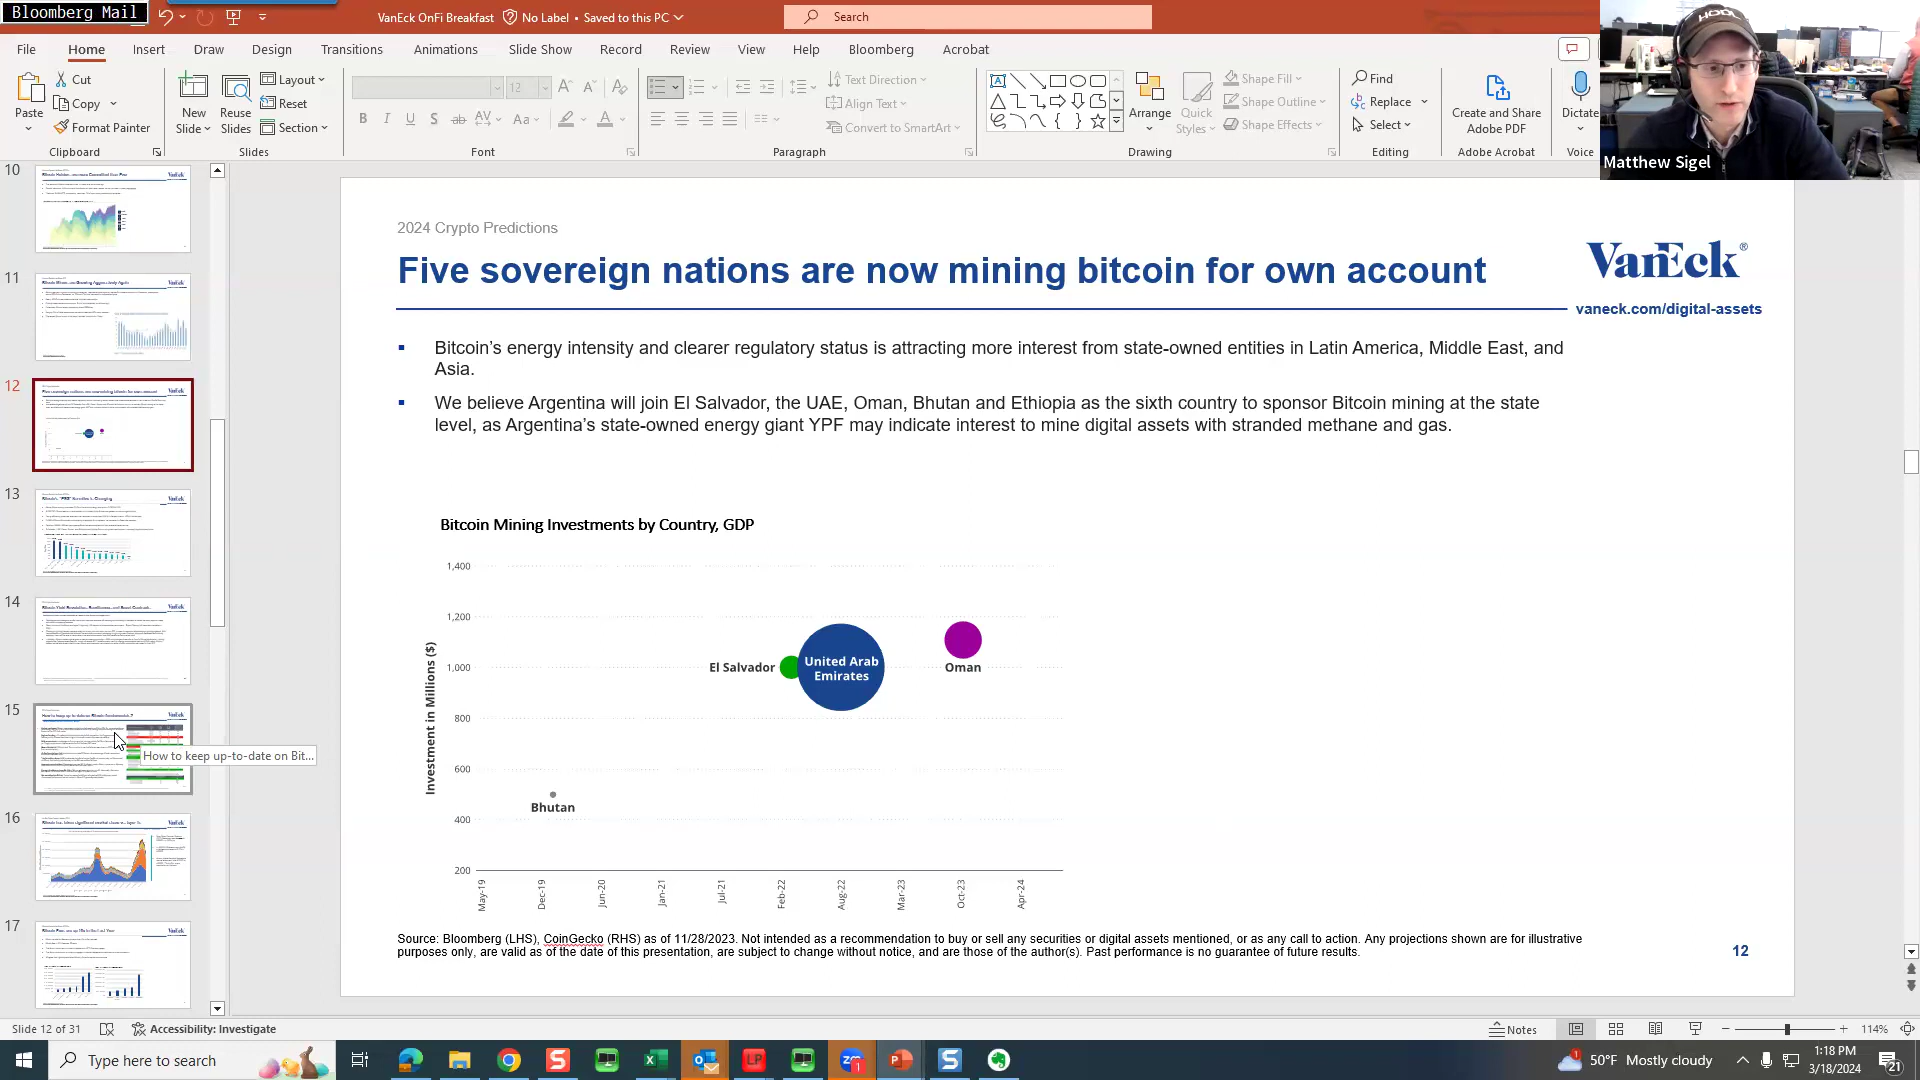 Bloomberg Mail
VanEck OnFi Breakfast
No Label • Saved to this PC
Search
File
Home
Insert
Draw
Design
Transitions
Animations
Slide Show
Record
Review
View
Help
Bloomberg
Acrobat
Paste
Cut
Copy
Format Painter
Clipboard
New
Slide
Reuse
Slides
Layout
Reset
Section
Slides
12
Font
Paragraph
Text Direction
Align Text
Convert to SmartArt
Arrange
Quick
Styles
Shape Fill
Shape Outline
Shape Effects
Drawing
Find
Replace
Select
Editing
Create and Share
Adobe PDF
Adobe Acrobat
Dictate
Voice
Matthew Sigel
10
11
12
13
14
15
16
17
How to keep up-to-date on Bit...
2024 Crypto Predictions
Five sovereign nations are now mining bitcoin for own account
VanEck®
vaneck.com/digital-assets
Bitcoin’s energy intensity and clearer regulatory status is attracting more interest from state-owned entities in Latin America, Middle East, and
Asia.
We believe Argentina will join El Salvador, the UAE, Oman, Bhutan and Ethiopia as the sixth country to sponsor Bitcoin mining at the state
level, as Argentina’s state-owned energy giant YPF may indicate interest to mine digital assets with stranded methane and gas.
Bitcoin Mining Investments by Country, GDP
Investment in Millions ($)
1,400
1,200
1,000
800
600
400
200
El Salvador
United Arab
Emirates
Oman
Bhutan
May-19
Dec-19
Jun-20
Jan-21
Jul-21
Feb-22
Aug-22
Mar-23
Oct-23
Apr-24
Source: Bloomberg (LHS), CoinGecko (RHS) as of 11/28/2023. Not intended as a recommendation to buy or sell any securities or digital assets mentioned, or as any call to action. Any projections shown are for illustrative
purposes only, are valid as of the date of this presentation, are subject to change without notice, and are those of the author(s). Past performance is no guarantee of future results.
12
Slide 12 of 31
Accessibility: Investigate
Notes
114%
Type here to search
50°F Mostly cloudy
1:18 PM
3/18/2024
21